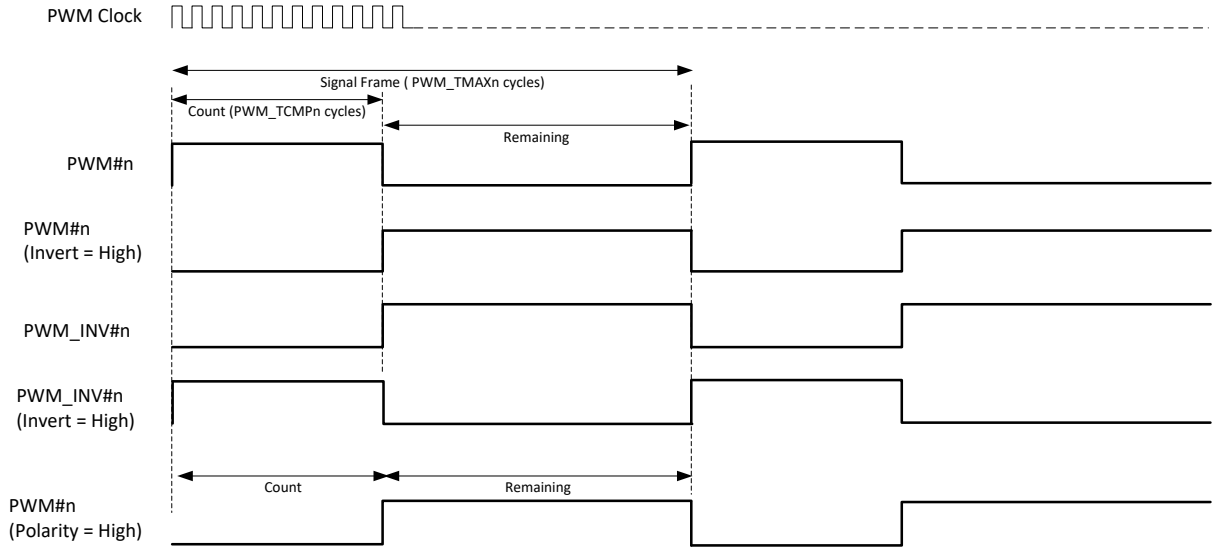 PWM Clock
Signal Frame ( PWM_TMAXn cycles)
Count (PWM_TCMPn cycles)
Remaining
PWM#n
PWM#n
(Invert = High)
PWM_INV#n
PWM_INV#n
(Invert = High)
Count
Remaining
PWM#n
(Polarity = High)